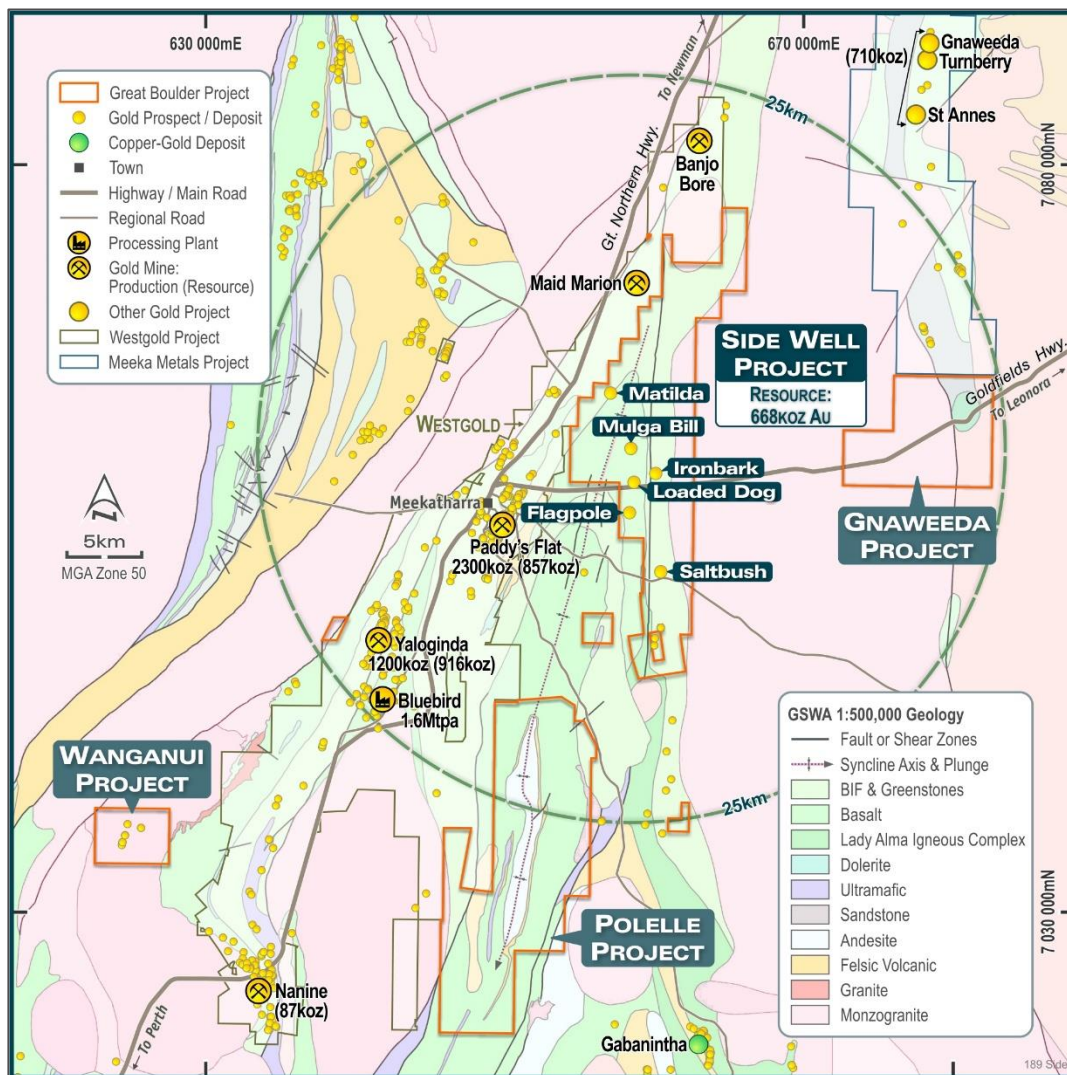 630 000mE
670 000mE
Great Boulder Project
Gold Prospect / Deposit
Copper-Gold Deposit
Town
Highway / Main Road
Regional Road
Processing Plant
Gold Mine:
Production (Resource)
Other Gold Project
Westgold Project
Meeka Metals Project
To Newman →
Gt. Northern Hwy.
25km
(710koz)
Gnaweeda
Turnberry
St Annes
7 080 000mN
Banjo
Bore
Maid Marion
SIDE WELL
PROJECT
RESOURCE:
668KOZ AU
Goldfields Hwy.
To Leonora →
Matilda
WESTGOLD →
Mulga Bill
Ironbark
Loaded Dog
Meekatharra
Flagpole
GNAWEEDA
PROJECT
N
5km
MGA Zone 50
Paddy's Flat
2300koz (857koz)
Saltbush
Yaloginda
1200koz (916koz)
Bluebird
1.6Mtpa
WANGANUI
PROJECT
25km
POLELLE
PROJECT
7 030 000mN
Nanine
(87koz)
← To Perth
Gabanintha
GSWA 1:500,000 Geology
Fault or Shear Zones
Syncline Axis & Plunge
BIF & Greenstones
Basalt
Lady Alma Igneous Complex
Dolerite
Ultramafic
Sandstone
Andesite
Felsic Volcanic
Granite
Monzogranite
189 Side